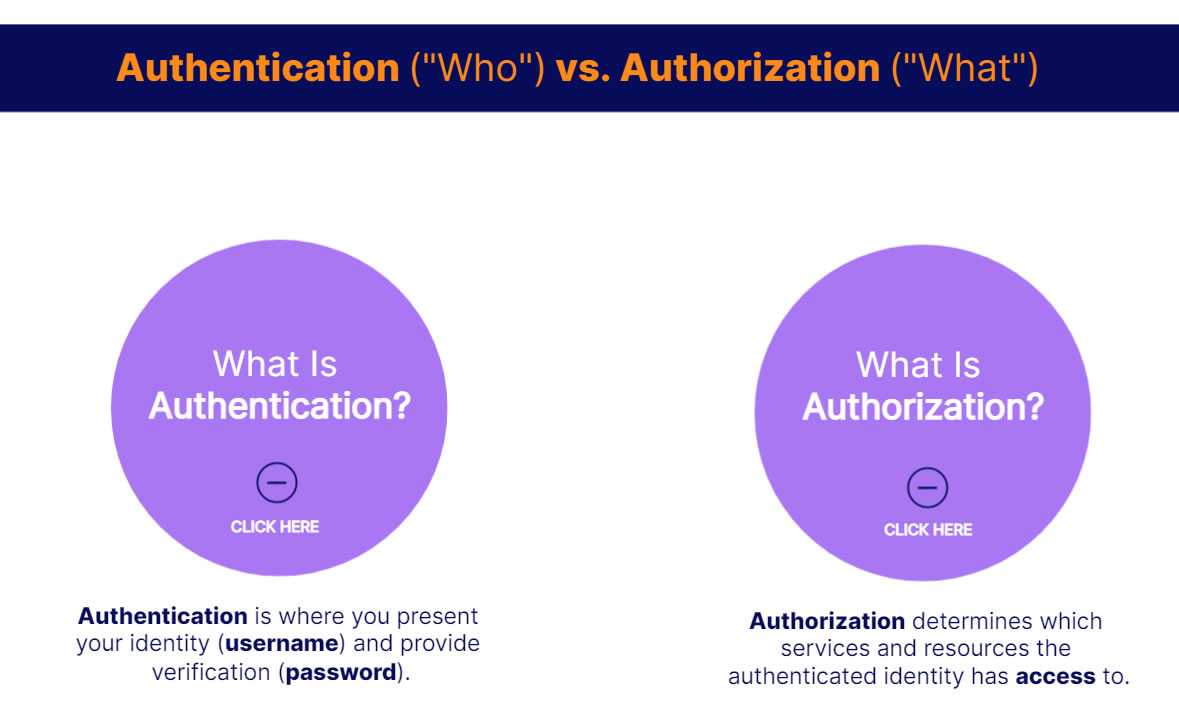 Authentication ("Who") vs. Authorization ("What")
What Is
Authentication?
CLICK HERE
Authentication is where you present
your identity (username) and provide
verification (password).
What Is
Authorization?
CLICK HERE
Authorization determines which
services and resources the
authenticated identity has access to.